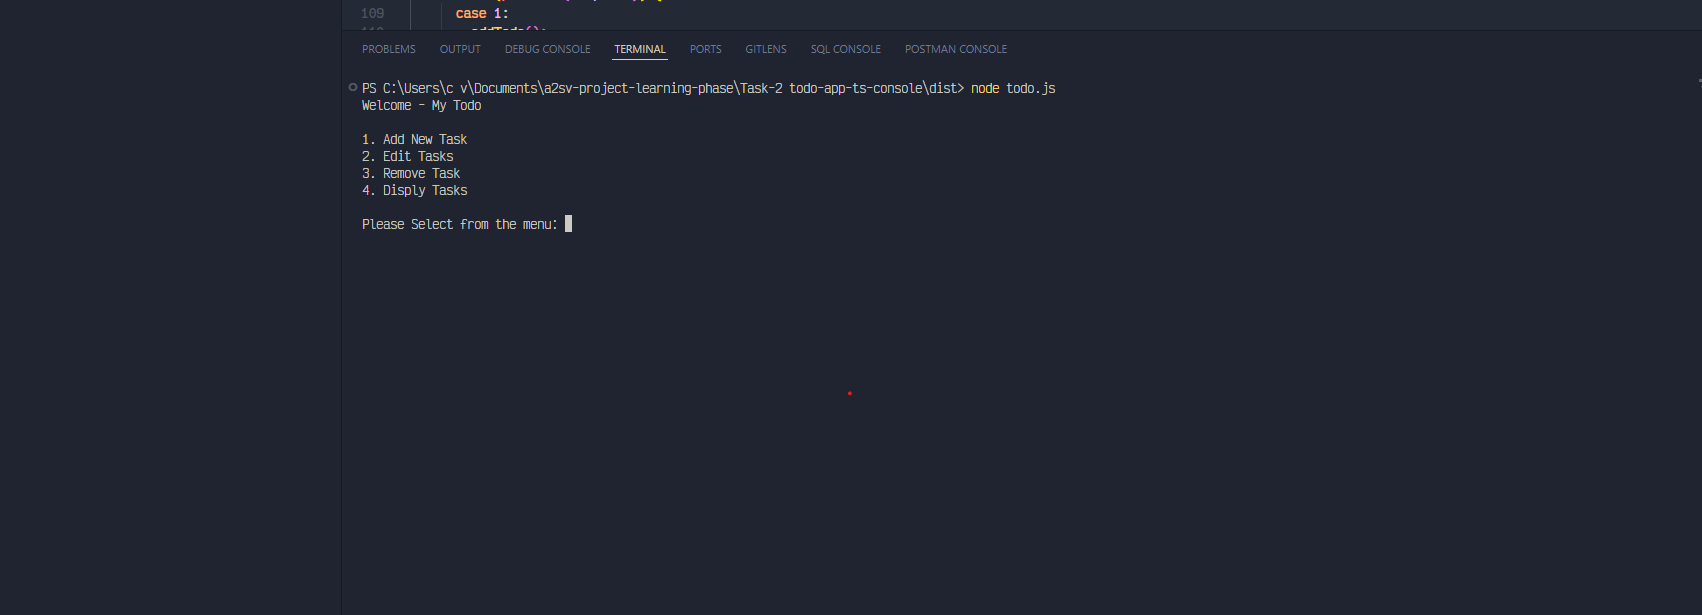 109 case 1:
PROBLEMS OUTPUT DEBUG CONSOLE TERMINAL PORTS GITLENS SQL CONSOLE POSTMAN CONSOLE
PS C:\Users\c v\Documents\a2sv-project-learning-phase\Task-2 todo-app-ts-console\dist> node todo.js
Welcome - My Todo
1. Add New Task
2. Edit Tasks
3. Remove Task
4. Disply Tasks
Please Select from the menu: